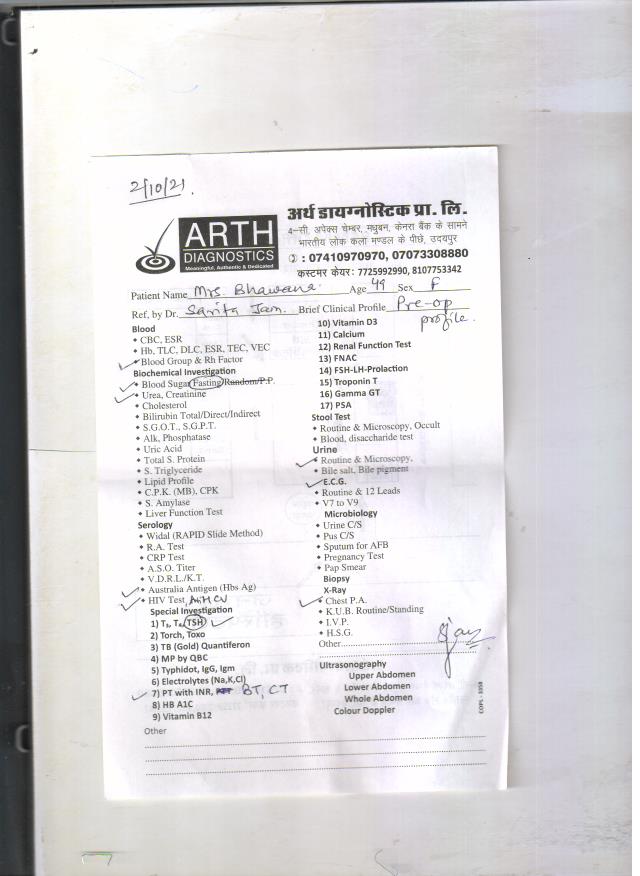 2/10/21.
ARTH
DIAGNOSTICS
Meaningful, Authentic & Dedicated
अर्थ डायग्नोस्टिक प्रा. लि.
4-सी, अपेक्स चेम्बर, मधुबन, केनरा बैंक के सामने
भारतीय लोक कला मण्डल के पीछे, उदयपुर
: 07410970970, 07073308880
कस्टमर केयर: 7725992990, 8107753342
Patient Name Mrs Bhawana Age 49 Sex F
Ref, by Dr. Sarita Jain. Brief Clinical Profile Pre-op profile.
Blood
CBC, ESR
Hb, TLC, DLC, ESR, TEC, VEC
Blood Group & Rh Factor
Biochemical Investigation
Blood Sugar Fasting/Random/P.P.
Urea, Creatinine
Cholesterol
Bilirubin Total/Direct/Indirect
S.G.O.T., S.G.P.T.
Alk, Phosphatase
Uric Acid
Total S. Protein
S. Triglyceride
Lipid Profile
C.P.K. (MB), CPK
S. Amylase
Liver Function Test
Serology
Widal (RAPID Slide Method)
R.A. Test
CRP Test
A.S.O. Titer
V.D.R.L./K.T.
Australia Antigen (Hbs Ag)
HIV Test, HCV
Special Investigation
1) T₃, T₄, TSH
2) Torch, Toxo
3) TB (Gold) Quantiferon
4) MP by QBC
5) Typhidot, IgG, Igm
6) Electrolytes (Na,K,Cl)
7) PT with INR, BT, CT
8) HB A1C
9) Vitamin B12
10) Vitamin D3
11) Calcium
12) Renal Function Test
13) FNAC
14) FSH-LH-Prolaction
15) Troponin T
16) Gamma GT
17) PSA
Stool Test
Routine & Microscopy, Occult
Blood, disaccharide test
Urine
Routine & Microscopy,
Bile salt, Bile pigment
E.C.G.
Routine & 12 Leads
V7 to V9
Microbiology
Urine C/S
Pus C/S
Sputum for AFB
Pregnancy Test
Pap Smear
Biopsy
X-Ray
Chest P.A.
K.U.B. Routine/Standing
I.V.P.
H.S.G.
Other
Ultrasonography
Upper Abdomen
Lower Abdomen
Whole Abdomen
Colour Doppler
Other